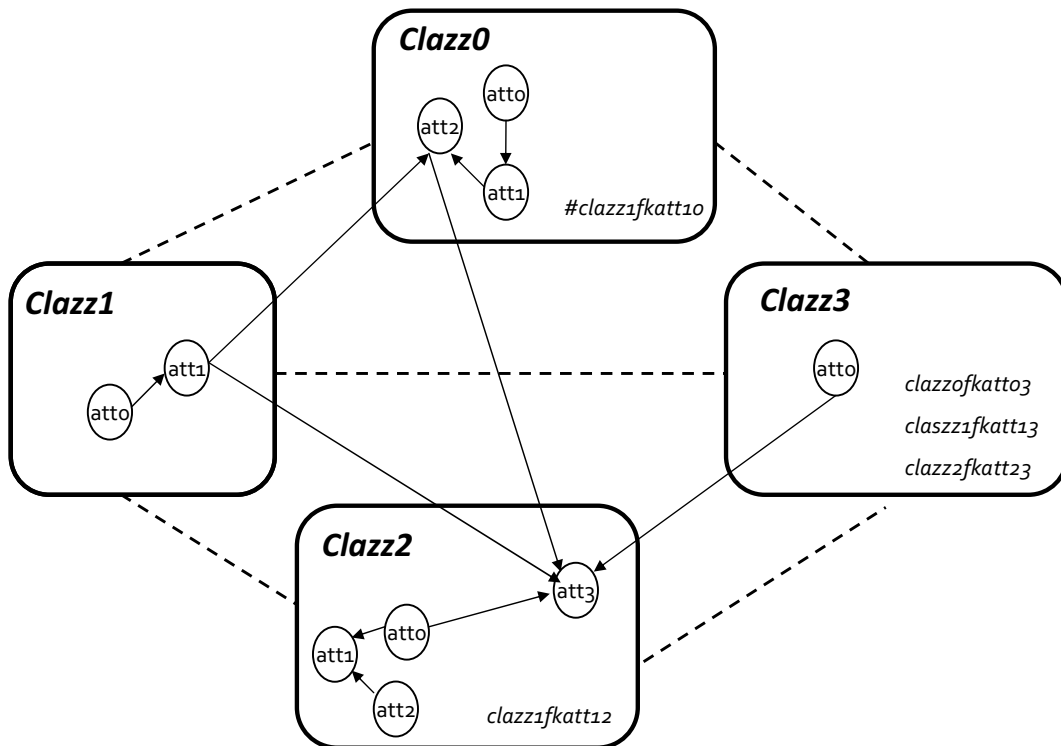 Clazz0
att0
att2
att1
#clazz1fkatt10
Clazz1
att1
att0
Clazz3
att0
clazz0fkatt03
claszz1fkatt13
clazz2fkatt23
Clazz2
att3
att0
att1
att2
clazz1fkatt12